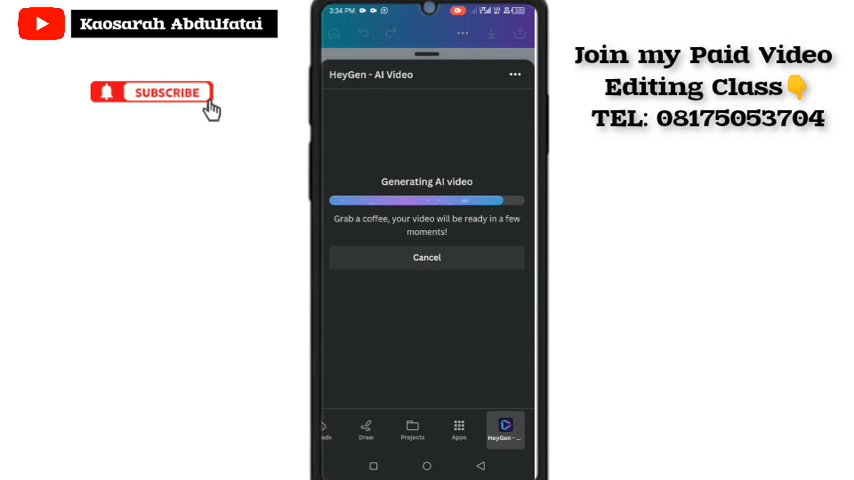 Kaosarah Abdulfatai
SUBSCRIBE
3:34 PM
HeyGen - AI Video
Generating AI video
Grab a coffee, your video will be ready in a few
moments!
Cancel
ads
Draw
Projects
Apps
HeyGen - ...
Join my Paid Video
Editing Class👇
TEL: 08175053704